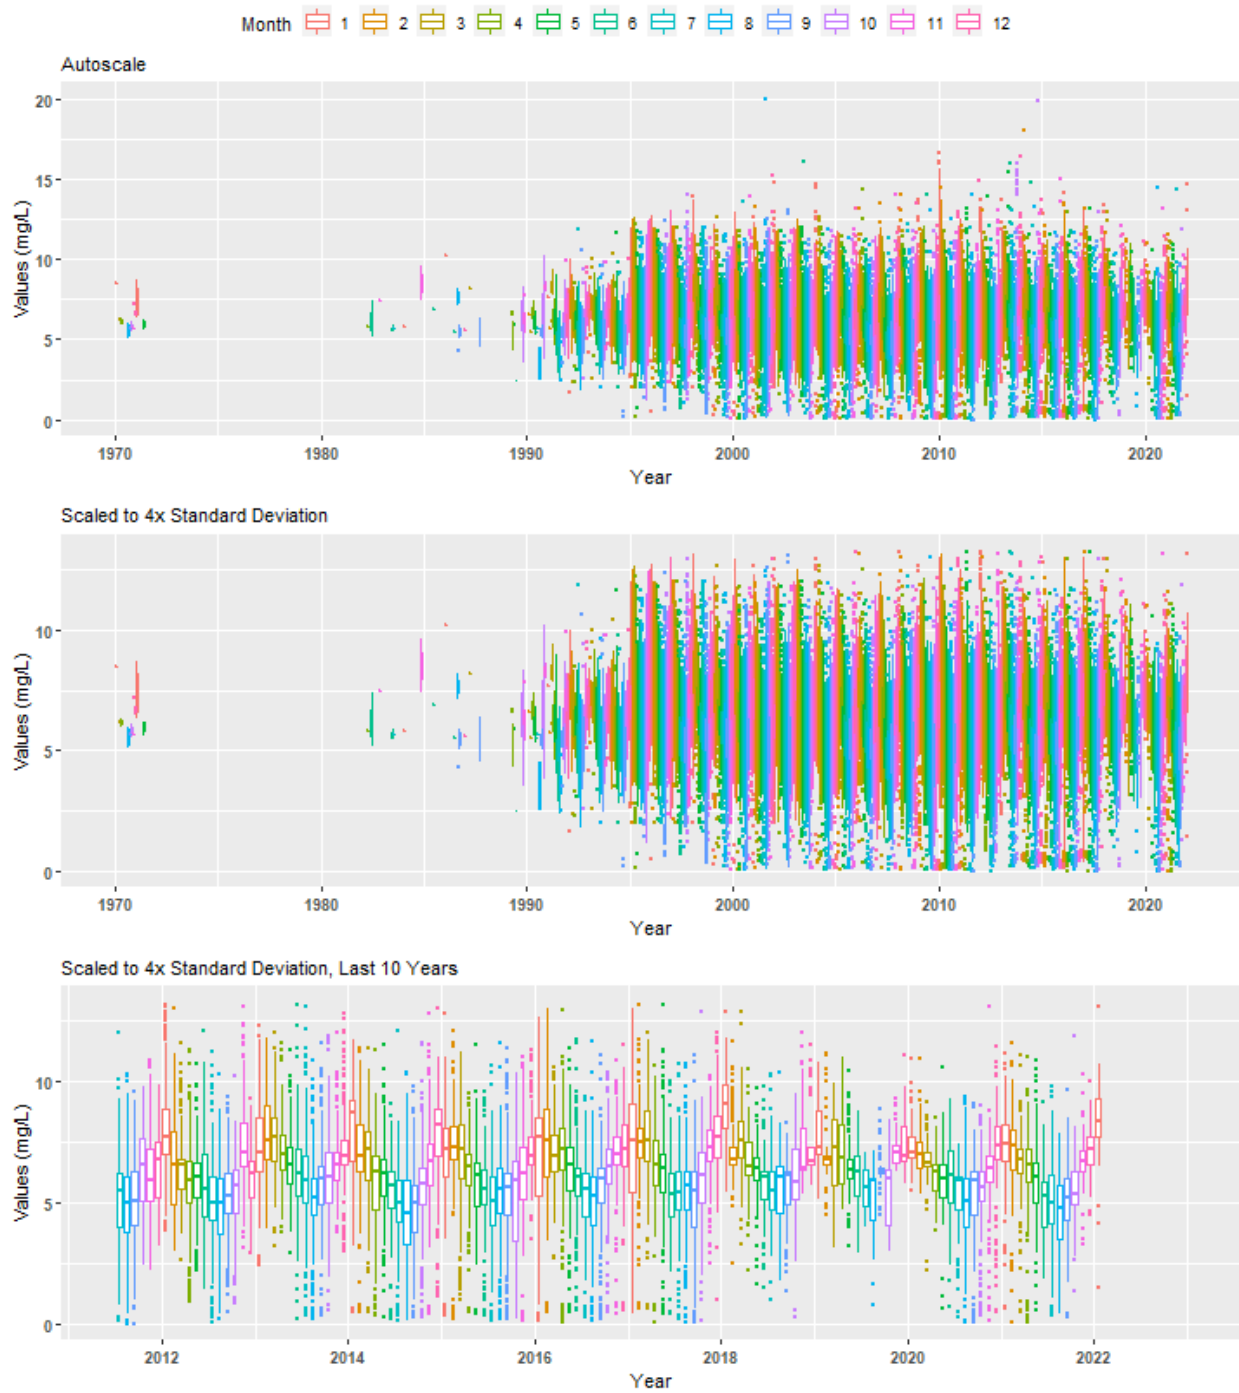 Month 1 2 3 4 5 6 7 8 9 10 11 12
Autoscale
20
15
10
5
0
Values (mg/L)
1970 1980 1990 2000 2010 2020
Year
Scaled to 4x Standard Deviation
10
5
0
Values (mg/L)
1970 1980 1990 2000 2010 2020
Year
Scaled to 4x Standard Deviation, Last 10 Years
10
5
0
Values (mg/L)
2012 2014 2016 2018 2020 2022
Year